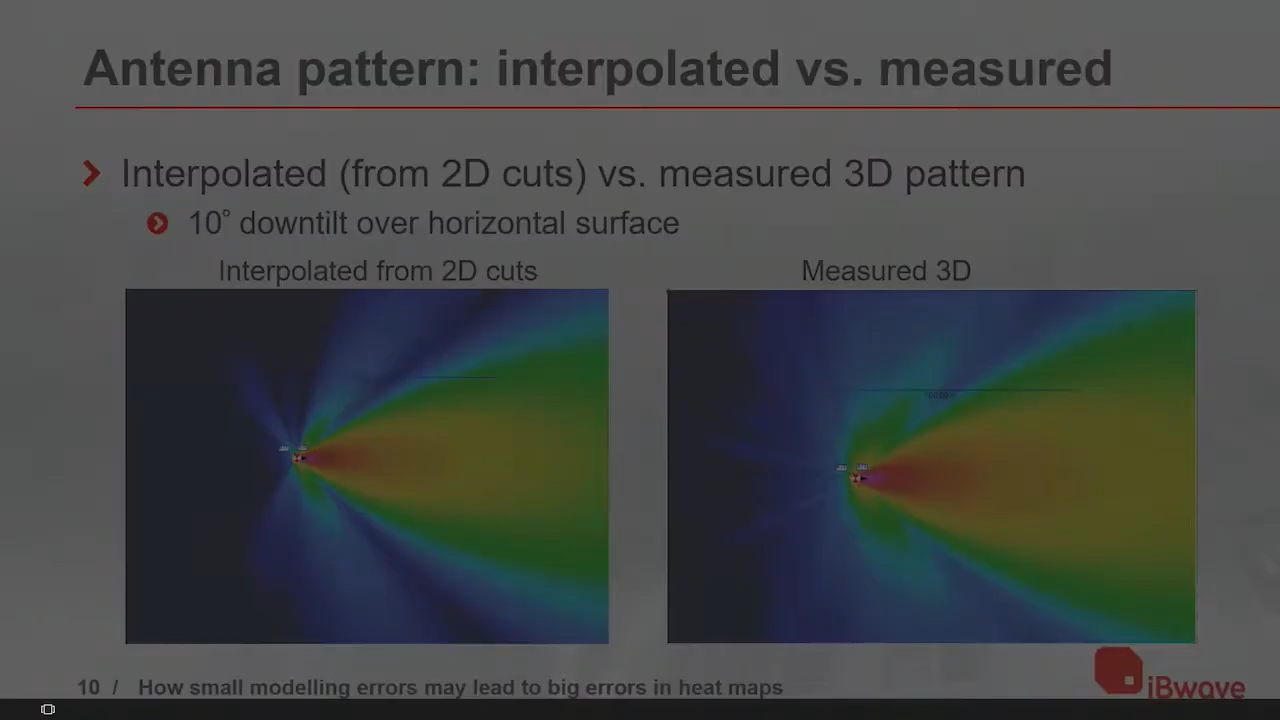 Antenna pattern: interpolated vs. measured
Interpolated (from 2D cuts) vs. measured 3D pattern
10° downtilt over horizontal surface
Interpolated from 2D cuts
Measured 3D
10 / How small modelling errors may lead to big errors in heat maps
iBwave